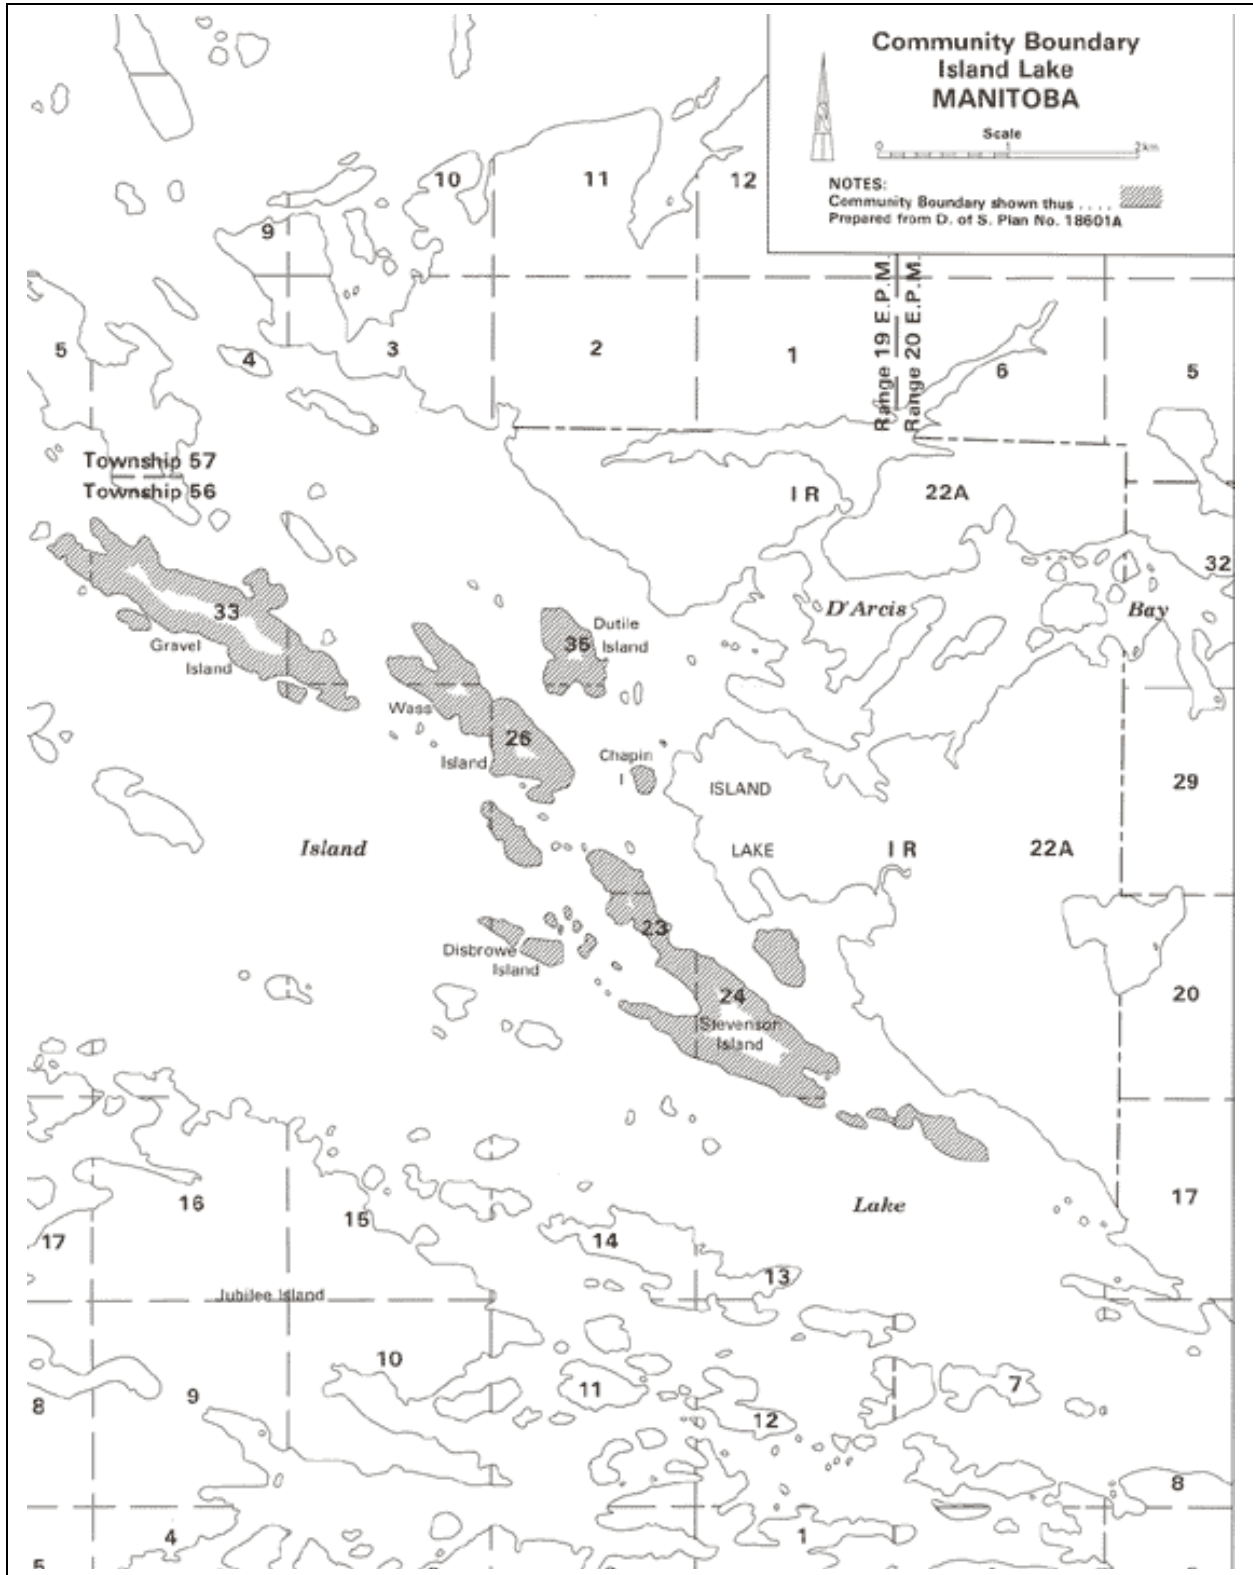 Community Boundary
Island Lake
MANITOBA
Scale
0 1 2km
NOTES:
Community Boundary shown thus . . . .
Prepared from D. of S. Plan No. 18601A
10 11 12
9
Range 19 E.P.M.
Range 20 E.P.M.
5 4 3 2 1 6 5
Township 57
Township 56
I R 22A
32
33
Gravel
Island
35
Dutile
Island
D'Arcis Bay
Wass
Island
26
Chapin
I
ISLAND
LAKE
29
Island
I R 22A
23
Disbrowe
Island
24
Stevenson
Island
20
16
15
17
14
13
Lake
17
Jubilee Island
10
9
8
11
12
7
8
4
1
5